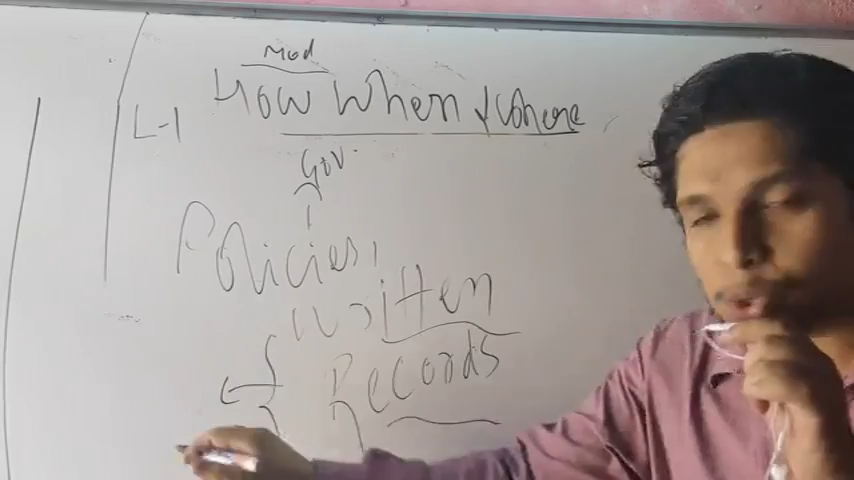 Mod
L-1 How When & Where
Gov.
Policies,
Written
Records